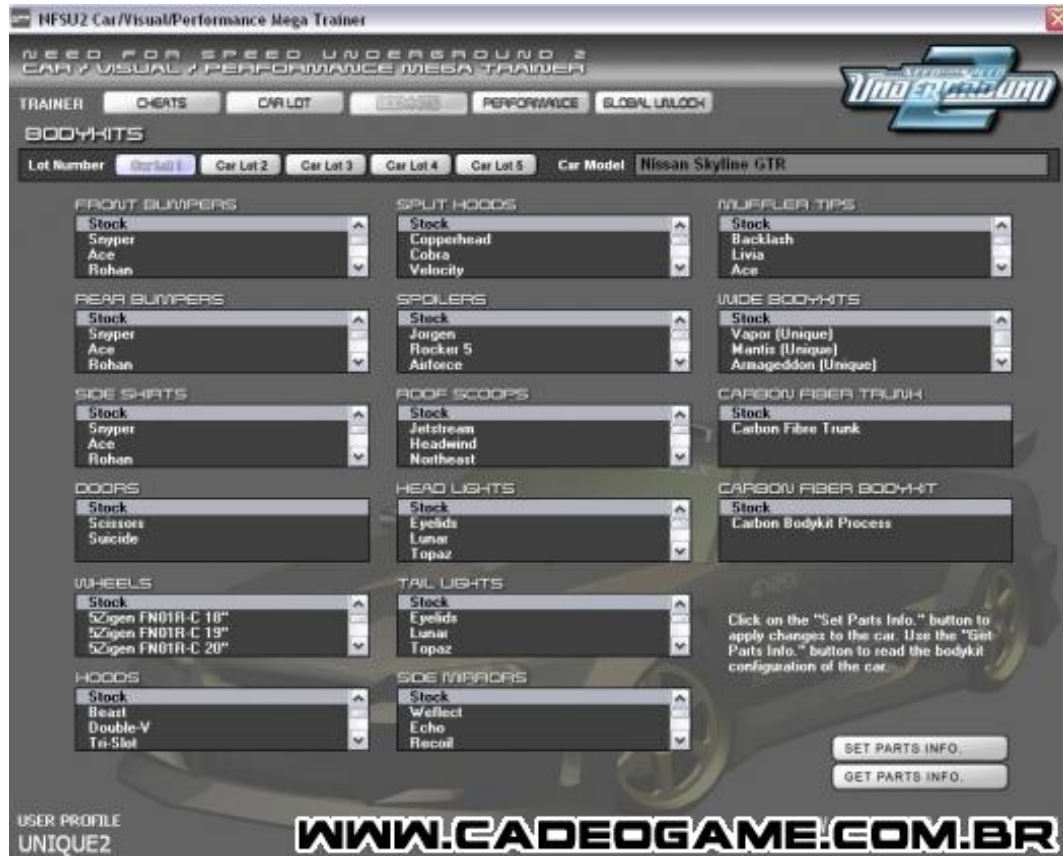 NFSU2 Car/Visual/Performance Mega Trainer
NEED FOR SPEED UNDERGROUND 2
CAR / VISUAL / PERFORMANCE MEGA TRAINER
NEED FOR SPEED
UNDERGROUND 2
TRAINER CHEATS CAR LOT PERFORMANCE GLOBAL UNLOCK
BODYKITS
Lot Number Car Lot 1 Car Lot 2 Car Lot 3 Car Lot 4 Car Lot 5 Car Model Nissan Skyline GTR
FRONT BUMPERS
Stock
Snyper
Ace
Rohan
SPLIT HOODS
Stock
Copperhead
Cobra
Velocity
MUFFLER TIPS
Stock
Backlash
Livia
Ace
REAR BUMPERS
Stock
Snyper
Ace
Rohan
SPOILERS
Stock
Jorgen
Rocker 5
Airforce
WIDE BODYKITS
Stock
Vapor (Unique)
Mantis (Unique)
Armageddon (Unique)
SIDE SKIRTS
Stock
Snyper
Ace
Rohan
ROOF SCOOPS
Stock
Jetstream
Headwind
Northeast
CARBON FIBER TRUNK
Stock
Carbon Fibre Trunk
DOORS
Stock
Scissors
Suicide
HEAD LIGHTS
Stock
Eyelids
Lunar
Topaz
CARBON FIBER BODYKIT
Stock
Carbon Bodykit Process
WHEELS
Stock
5Zigen FN01R-C 18"
5Zigen FN01R-C 19"
5Zigen FN01R-C 20"
TAIL LIGHTS
Stock
Eyelids
Lunar
Topaz
Click on the "Set Parts Info." button to
apply changes to the car. Use the "Get
Parts Info." button to read the bodykit
configuration of the car.
HOODS
Stock
Beast
Double-V
Tri-Slot
SIDE MIRRORS
Stock
Weflect
Echo
Recoil
SET PARTS INFO.
GET PARTS INFO.
USER PROFILE
UNIQUE2
WWW.CADEOGAME.COM.BR